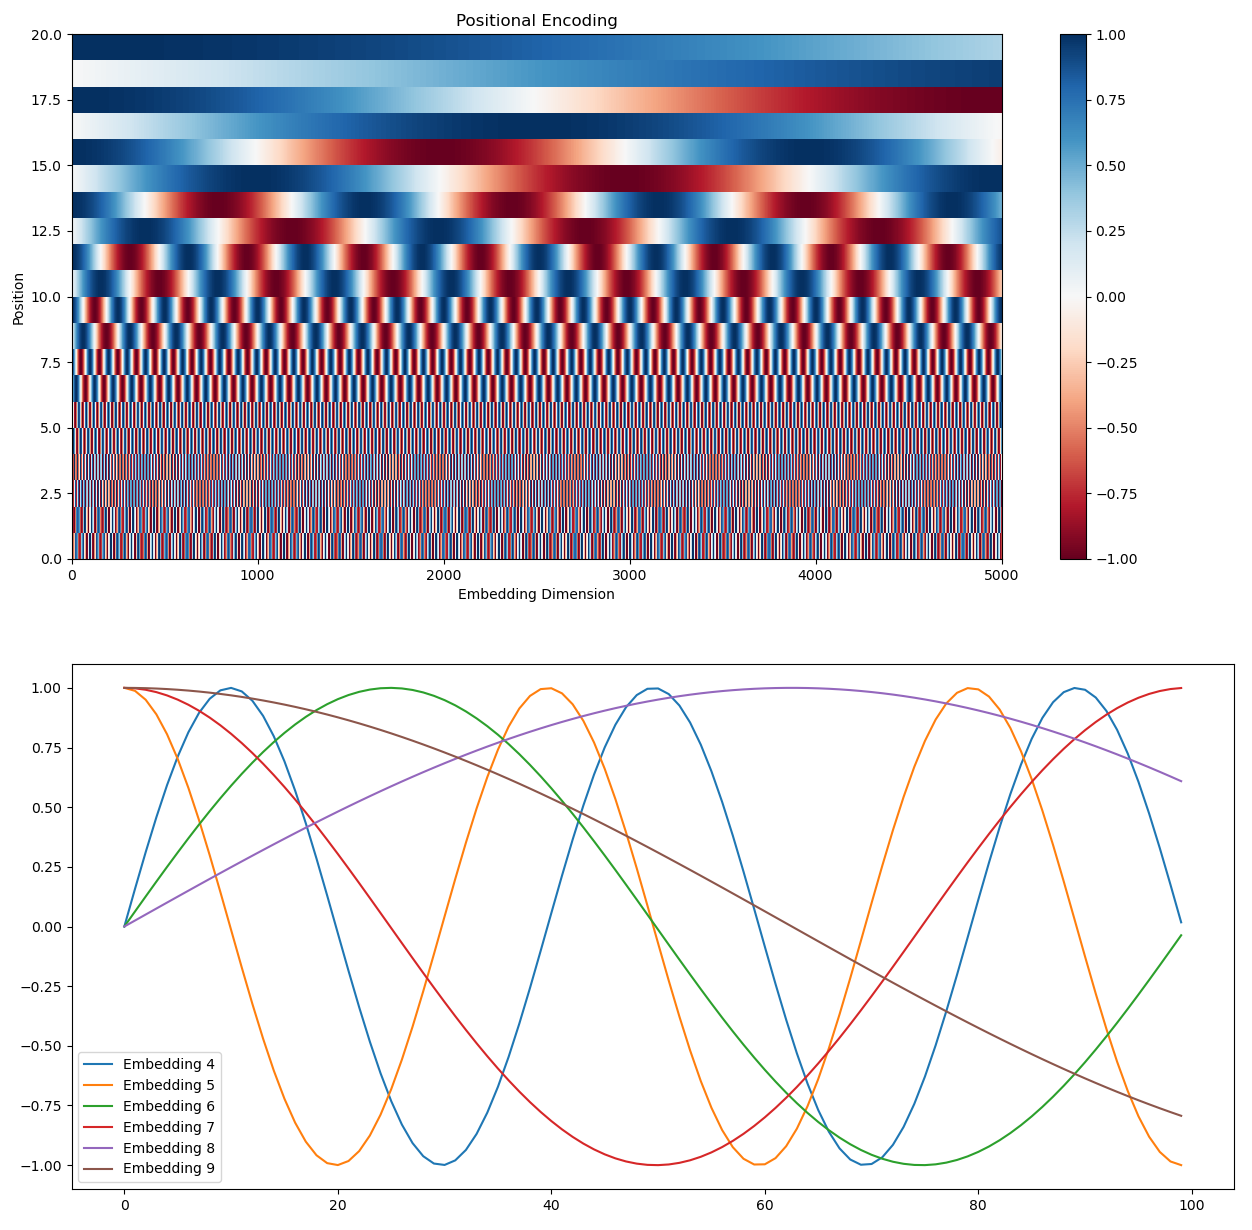 Positional Encoding
20.0
17.5
15.0
12.5
10.0
7.5
5.0
2.5
0.0
Position
0 1000 2000 3000 4000 5000
Embedding Dimension
1.00
0.75
0.50
0.25
0.00
−0.25
−0.50
−0.75
−1.00
1.00
0.75
0.50
0.25
0.00
−0.25
−0.50
−0.75
−1.00
Embedding 4
Embedding 5
Embedding 6
Embedding 7
Embedding 8
Embedding 9
0 20 40 60 80 100